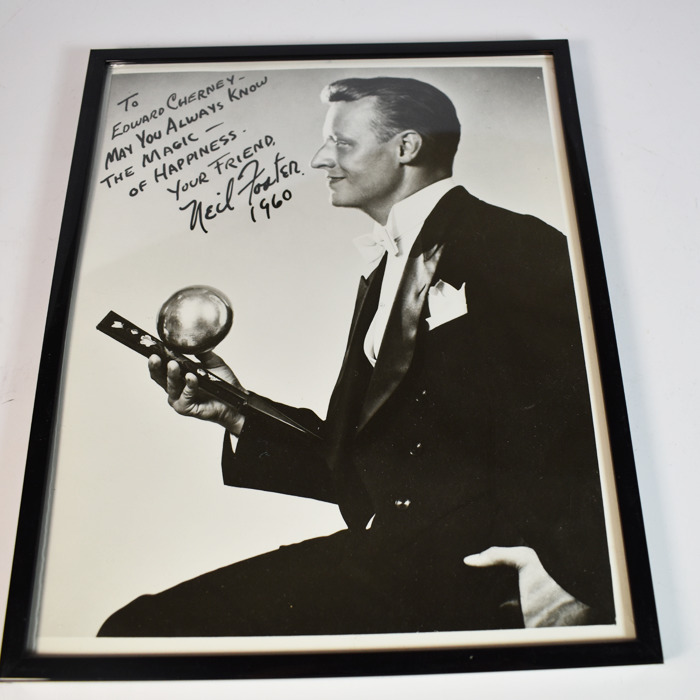 To
Edward Cherney-
May You Always Know
The Magic —
of Happiness.
Your Friend,
Neil Foster.
1960